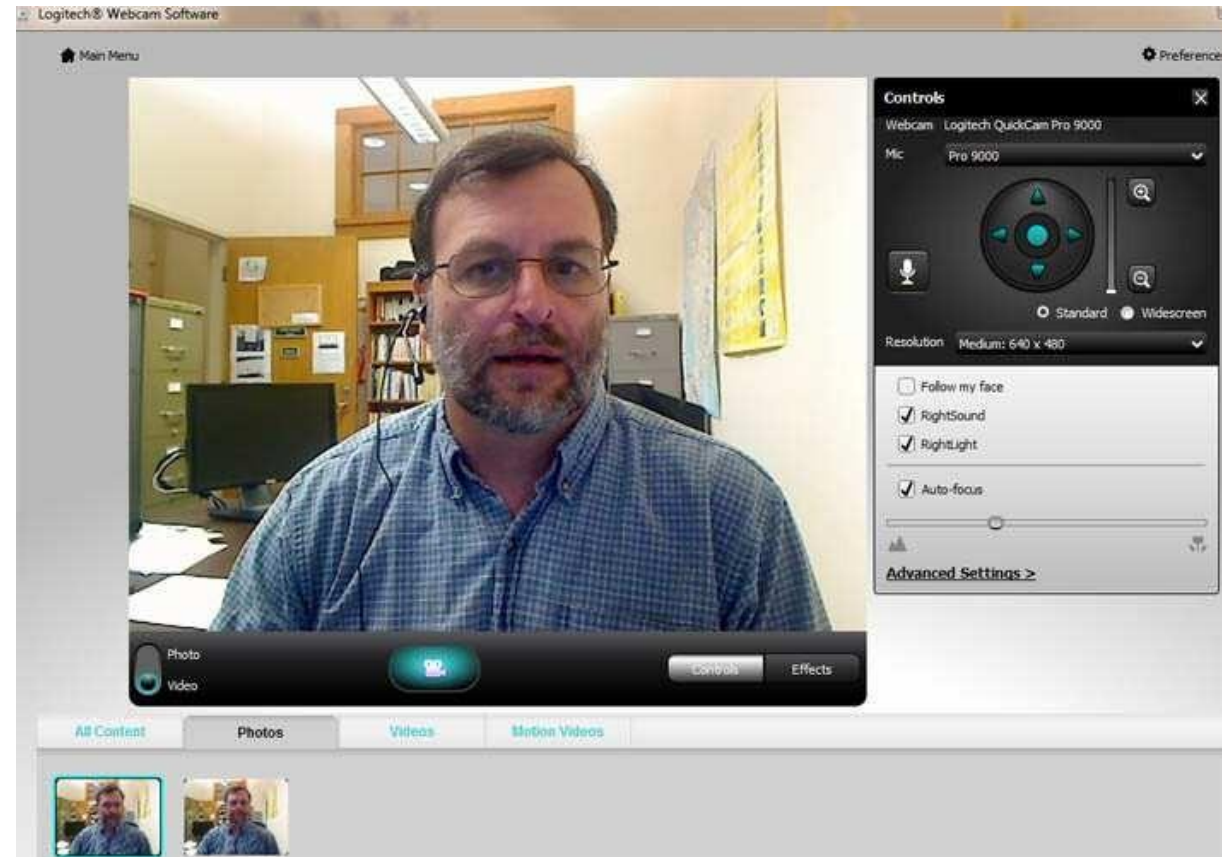 Logitech® Webcam Software
Main Menu
Preference
Controls
Webcam Logitech QuickCam Pro 9000
Mic Pro 9000
Standard Widescreen
Resolution Medium: 640 x 480
Follow my face
RightSound
RightLight
Auto-focus
Advanced Settings >
Photo
Video
Controls Effects
All Content Photos Videos Motion Videos